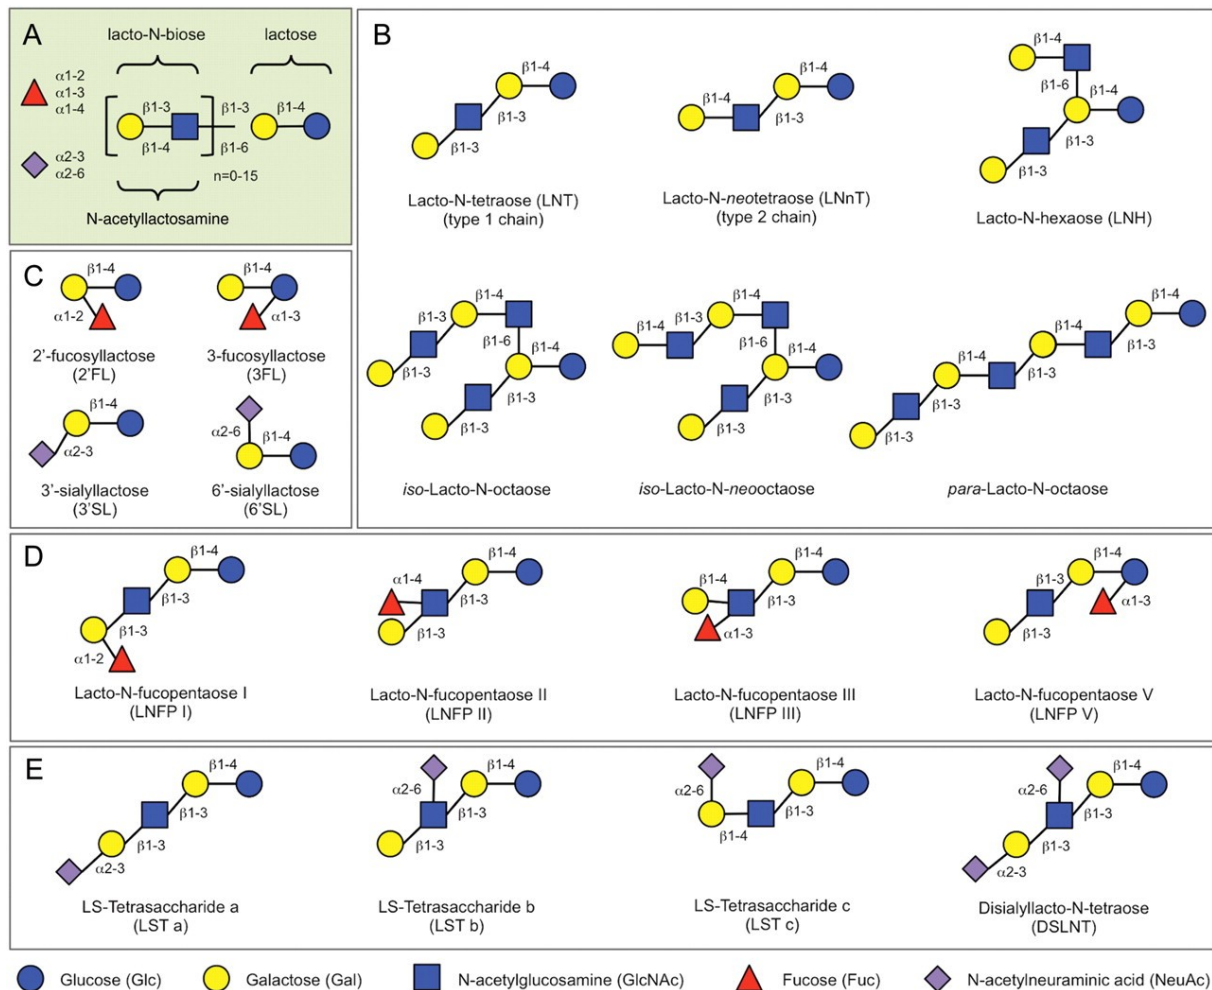 A
lacto-N-biose
lactose
α1-2
α1-3
α1-4
β1-3
β1-3
β1-4
β1-4
β1-6
α2-3
α2-6
n=0-15
N-acetyllactosamine
B
β1-4
β1-3
β1-3
Lacto-N-tetraose (LNT)
(type 1 chain)
β1-4
β1-4
β1-3
Lacto-N-neotetraose (LNnT)
(type 2 chain)
β1-4
β1-6
β1-4
β1-3
β1-3
Lacto-N-hexaose (LNH)
β1-4
β1-3
β1-6
β1-4
β1-3
β1-3
β1-3
iso-Lacto-N-octaose
β1-4
β1-3
β1-4
β1-6
β1-4
β1-3
β1-3
iso-Lacto-N-neooctaose
β1-4
β1-4
β1-3
β1-4
β1-3
β1-3
para-Lacto-N-octaose
C
β1-4
α1-2
2'-fucosyllactose
(2'FL)
β1-4
α1-3
3-fucosyllactose
(3FL)
β1-4
α2-3
3'-sialyllactose
(3'SL)
α2-6
β1-4
6'-sialyllactose
(6'SL)
D
β1-4
β1-3
β1-3
α1-2
Lacto-N-fucopentaose I
(LNFP I)
β1-4
α1-4
β1-3
β1-3
Lacto-N-fucopentaose II
(LNFP II)
β1-4
β1-4
β1-3
α1-3
Lacto-N-fucopentaose III
(LNFP III)
β1-4
β1-3
α1-3
β1-3
Lacto-N-fucopentaose V
(LNFP V)
E
β1-4
β1-3
β1-3
α2-3
LS-Tetrasaccharide a
(LST a)
β1-4
α2-6
β1-3
β1-3
LS-Tetrasaccharide b
(LST b)
β1-4
α2-6
β1-3
β1-4
LS-Tetrasaccharide c
(LST c)
β1-4
α2-6
β1-3
β1-3
α2-3
Disialyllacto-N-tetraose
(DSLNT)
Glucose (Glc)
Galactose (Gal)
N-acetylglucosamine (GlcNAc)
Fucose (Fuc)
N-acetylneuraminic acid (NeuAc)